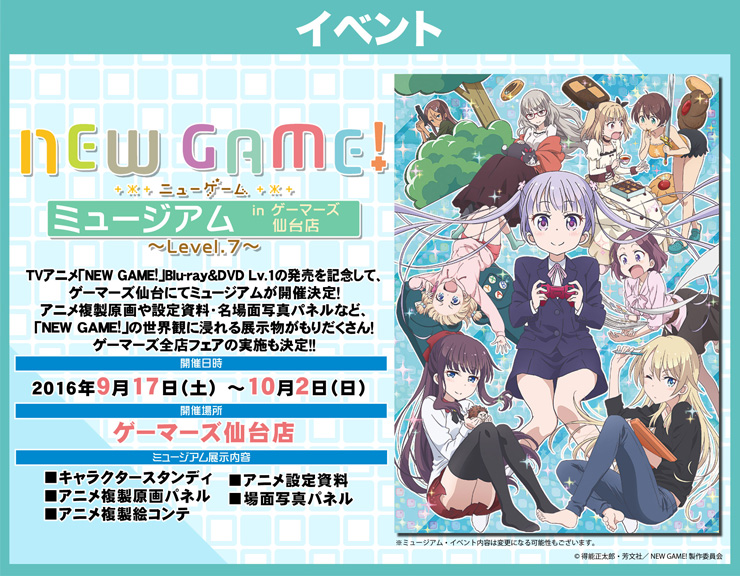 イベント
NEW GAME!
ニューゲーム
ミュージアム in ゲーマーズ仙台店
～Level.7～
TVアニメ「NEW GAME!」Blu-ray&DVD Lv.1の発売を記念して、
ゲーマーズ仙台にてミュージアムが開催決定!
アニメ複製原画や設定資料・名場面写真パネルなど、
「NEW GAME!」の世界観に浸れる展示物がもりだくさん!
ゲーマーズ全店フェアの実施も決定!!
開催日時
2016年9月17日(土) ～10月2日(日)
開催場所
ゲーマーズ仙台店
ミュージアム展示内容
■キャラクタースタンディ ■アニメ設定資料
■アニメ複製原画パネル ■場面写真パネル
■アニメ複製絵コンテ
※ミュージアム・イベント内容は変更になる可能性もございます。
© 得能正太郎・芳文社／NEW GAME!製作委員会